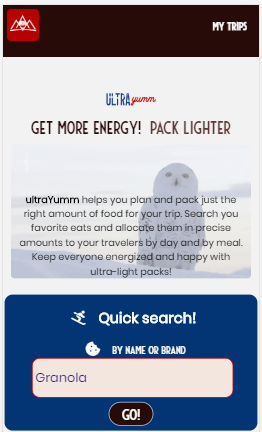 MY TRIPS
ULTRAyumm
GET MORE ENERGY! PACK LIGHTER
ultraYumm helps you plan and pack just the
right amount of food for your trip. Search you
favorite eats and allocate them in precise
amounts to your travelers by day and by meal.
Keep everyone energized and happy with
ultra-light packs!
Quick search!
BY NAME OR BRAND
Granola
GO!